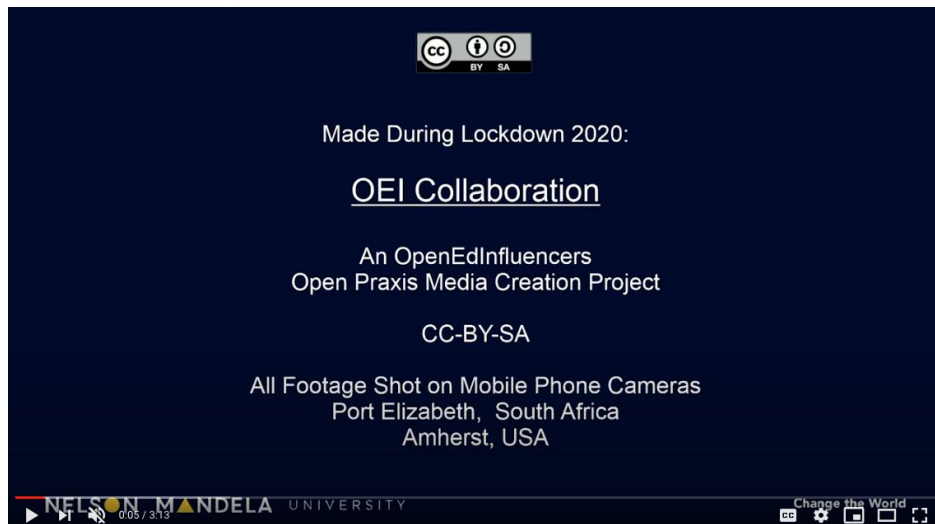 cc
BY SA
Made During Lockdown 2020:
OEI Collaboration
An OpenEdInfluencers
Open Praxis Media Creation Project
CC-BY-SA
All Footage Shot on Mobile Phone Cameras
Port Elizabeth, South Africa
Amherst, USA
NELSON MANDELA UNIVERSITY
Change the World
0:05 / 3:13
CC